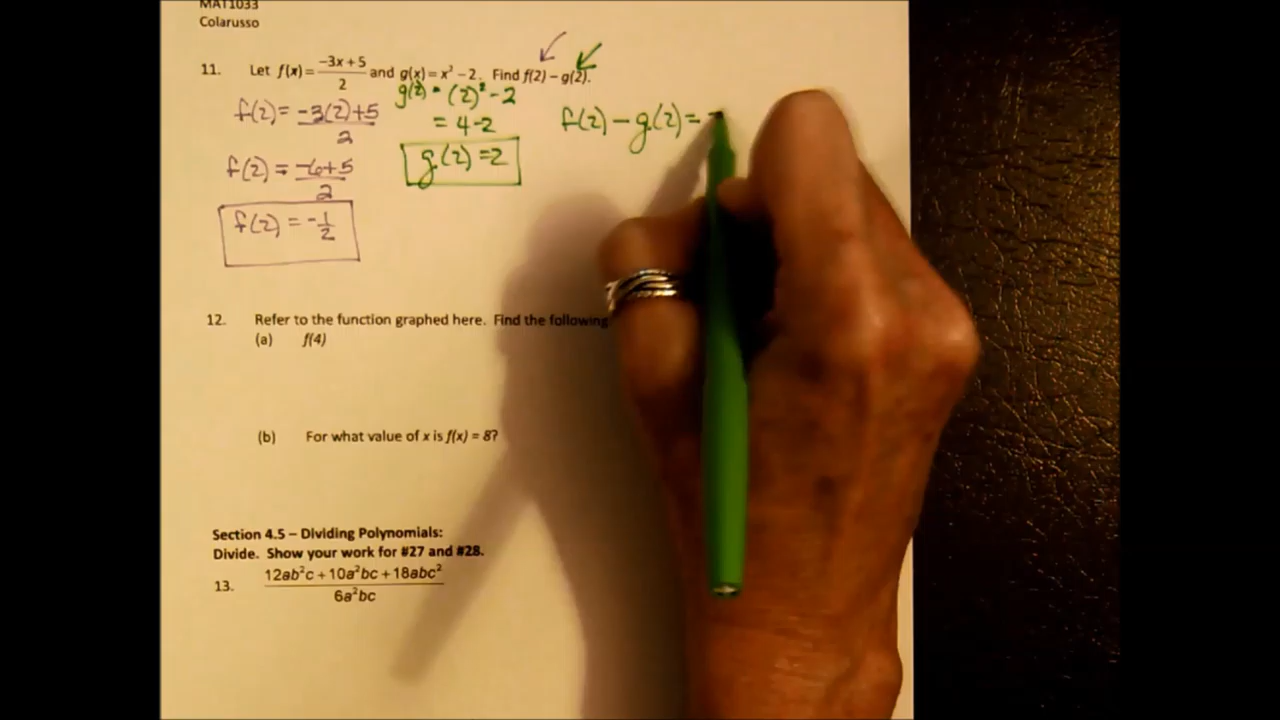 MAT1033
Colarusso
11. Let f(x) = (-3x + 5)/2 and g(x) = x² - 2. Find f(2) - g(2).
f(2) = (-3(2)+5)/2
f(2) = (-6+5)/2
f(2) = -1/2
g(2) = (2)² - 2
= 4-2
g(2) = 2
f(2) - g(2) =
12. Refer to the function graphed here. Find the following
(a) f(4)
(b) For what value of x is f(x) = 8?
Section 4.5 – Dividing Polynomials:
Divide. Show your work for #27 and #28.
13. (12ab²c + 10a²bc + 18abc²)/(6a²bc)